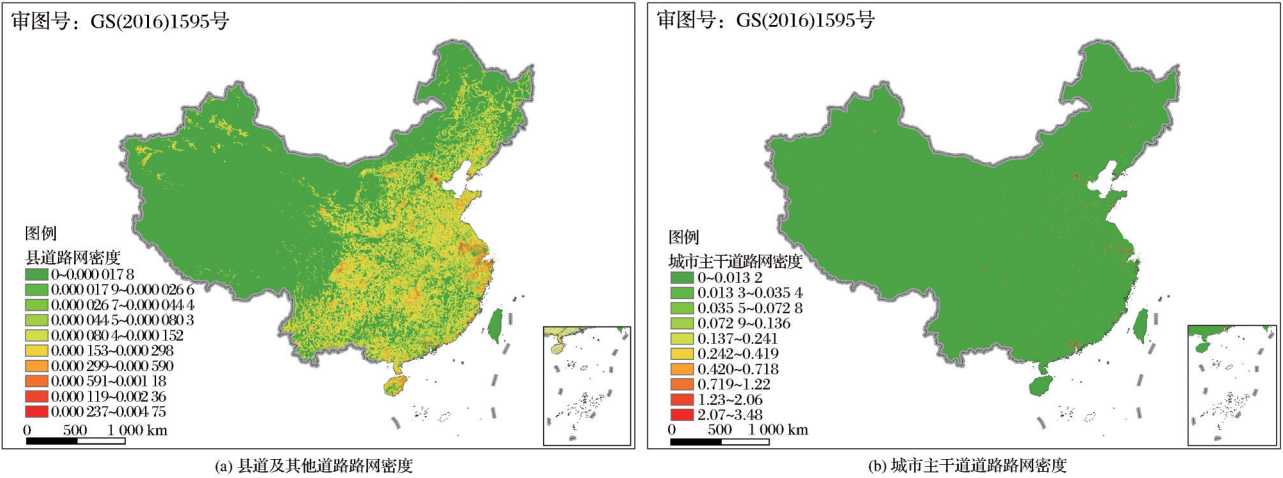 审图号：GS(2016)1595号
图例
县道路网密度
0~0.000 017 8
0.000 017 9~0.000 026 6
0.000 026 7~0.000 044 4
0.000 044 5~0.000 080 3
0.000 080 4~0.000 152
0.000 153~0.000 298
0.000 299~0.000 590
0.000 591~0.001 18
0.000 119~0.002 36
0.000 237~0.004 75
0 500 1 000 km
(a) 县道及其他道路路网密度
审图号：GS(2016)1595号
图例
城市主干道路网密度
0~0.013 2
0.013 3~0.035 4
0.035 5~0.072 8
0.072 9~0.136
0.137~0.241
0.242~0.419
0.420~0.718
0.719~1.22
1.23~2.06
2.07~3.48
0 500 1 000 km
(b) 城市主干道道路路网密度